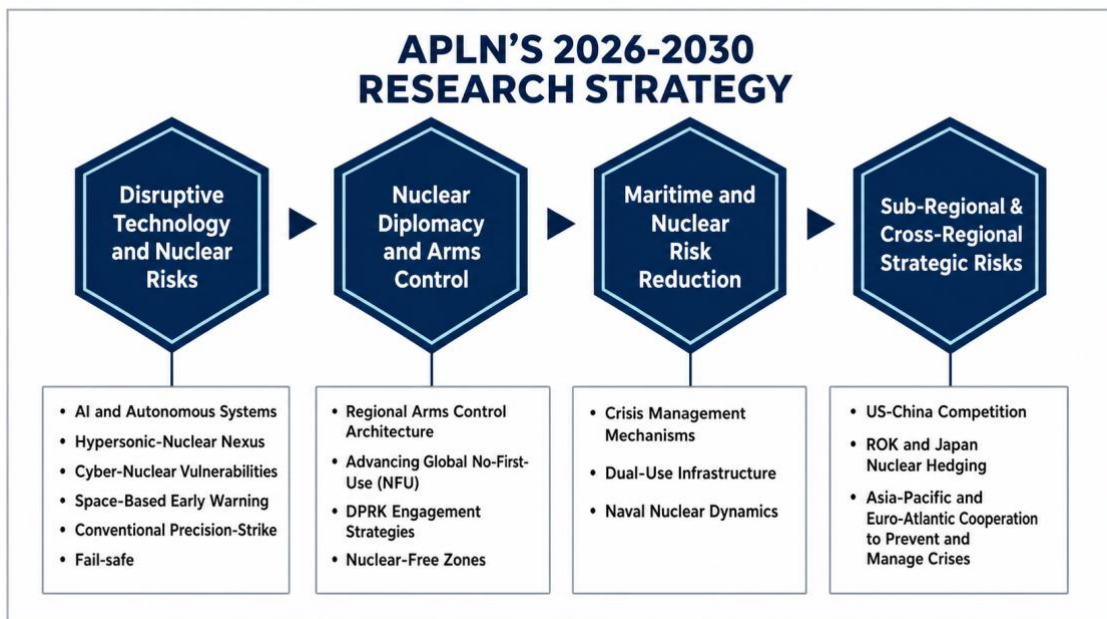 APLN'S 2026-2030
RESEARCH STRATEGY
Disruptive
Technology
and Nuclear
Risks
Nuclear
Diplomacy
and Arms
Control
Maritime and
Nuclear
Risk
Reduction
Sub-Regional &
Cross-Regional
Strategic Risks
• AI and Autonomous Systems
• Hypersonic-Nuclear Nexus
• Cyber-Nuclear Vulnerabilities
• Space-Based Early Warning
• Conventional Precision-Strike
• Fail-safe
• Regional Arms Control
Architecture
• Advancing Global No-First-
Use (NFU)
• DPRK Engagement
Strategies
• Nuclear-Free Zones
• Crisis Management
Mechanisms
• Dual-Use Infrastructure
• Naval Nuclear Dynamics
• US-China Competition
• ROK and Japan
Nuclear Hedging
• Asia-Pacific and
Euro-Atlantic Cooperation
to Prevent and
Manage Crises